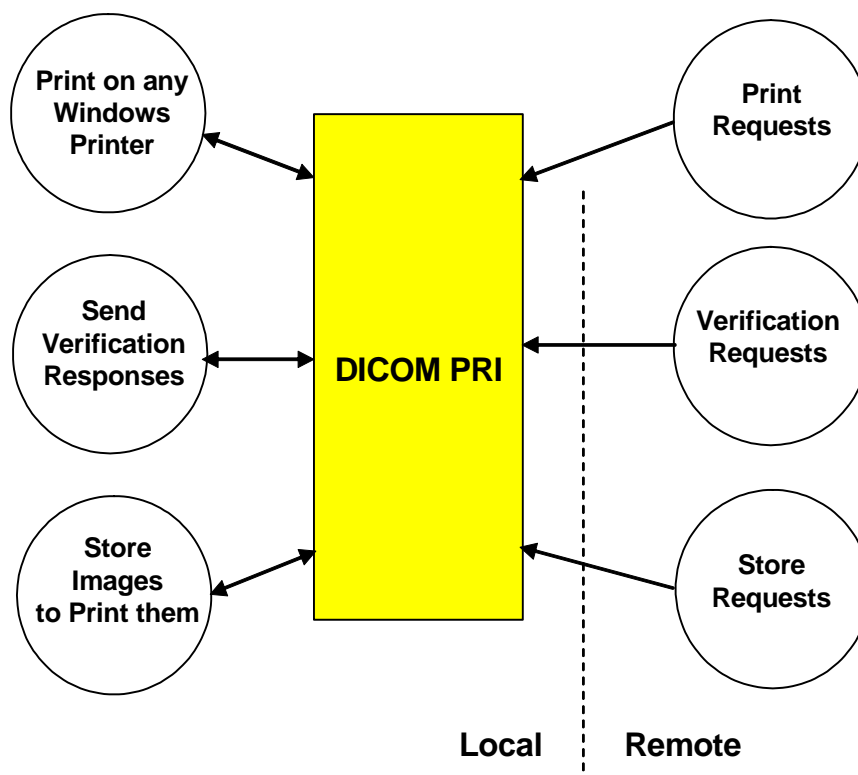 Print on any
Windows
Printer
Print
Requests
Send
Verification
Responses
DICOM PRI
Verification
Requests
Store
Images
to Print them
Store
Requests
Local
Remote